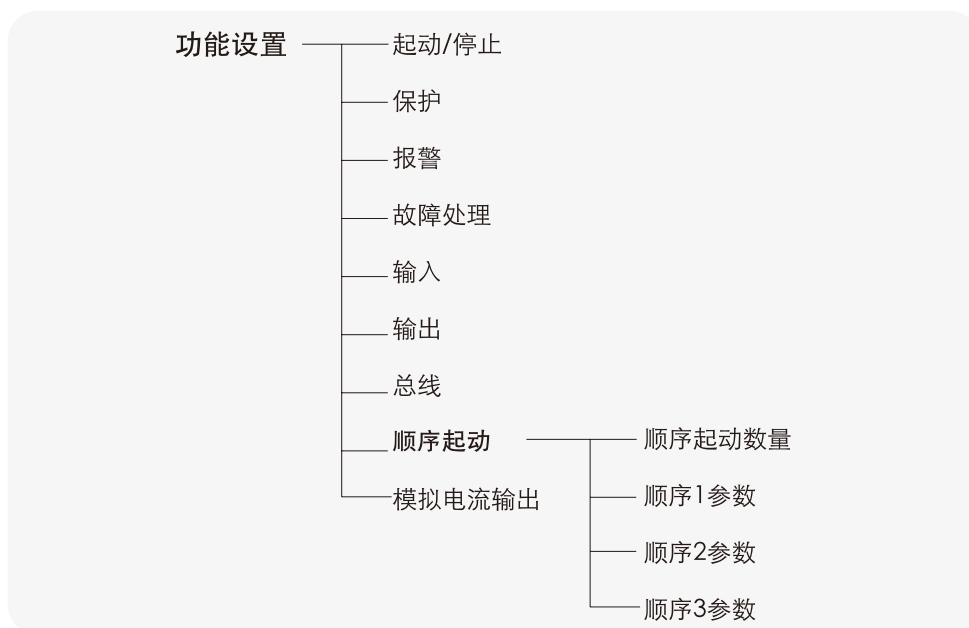 功能设置
起动/停止
保护
报警
故障处理
输入
输出
总线
顺序起动
顺序起动数量
顺序1参数
顺序2参数
顺序3参数
模拟电流输出